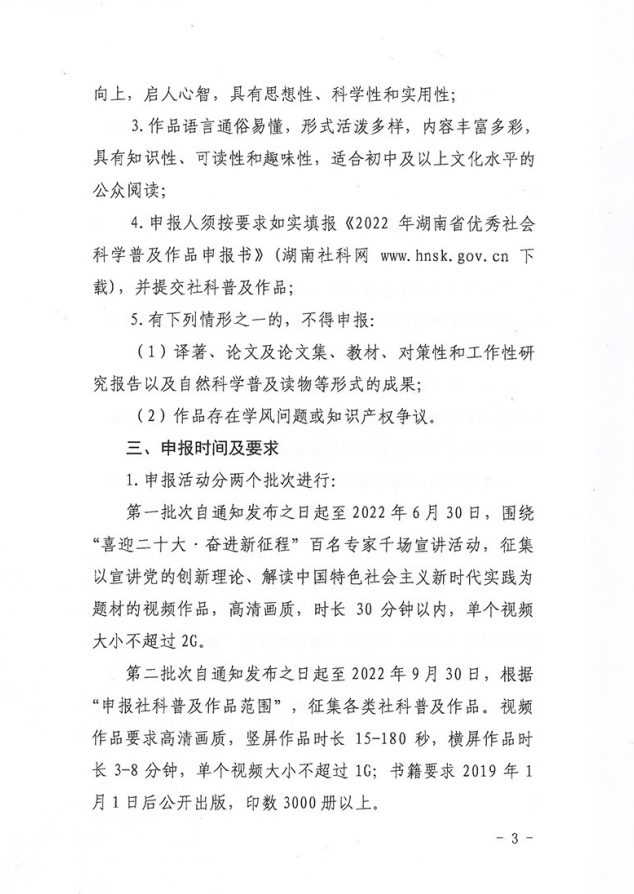 向上，启人心智，具有思想性、科学性和实用性；
3.作品语言通俗易懂，形式活泼多样，内容丰富多彩，
具有知识性、可读性和趣味性，适合初中及以上文化水平的
公众阅读；
4.申报人须按要求如实填报《2022 年湖南省优秀社会
科学普及作品申报书》（湖南社科网 www.hnsk.gov.cn 下
载），并提交社科普及作品；
5.有下列情形之一的，不得申报：
（1）译著、论文及论文集、教材、对策性和工作性研
究报告以及自然科学普及读物等形式的成果；
（2）作品存在学风问题或知识产权争议。
三、申报时间及要求
1.申报活动分两个批次进行：
第一批次自通知发布之日起至 2022 年 6 月 30 日，围绕
“喜迎二十大·奋进新征程”百名专家千场宣讲活动，征集
以宣讲党的创新理论、解读中国特色社会主义新时代实践为
题材的视频作品，高清画质，时长 30 分钟以内，单个视频
大小不超过 2G。
第二批次自通知发布之日起至 2022 年 9 月 30 日，根据
“申报社科普及作品范围”，征集各类社科普及作品。视频
作品要求高清画质，竖屏作品时长 15-180 秒，横屏作品时
长 3-8 分钟，单个视频大小不超过 1G；书籍要求 2019 年 1
月 1 日后公开出版，印数 3000 册以上。
- 3 -